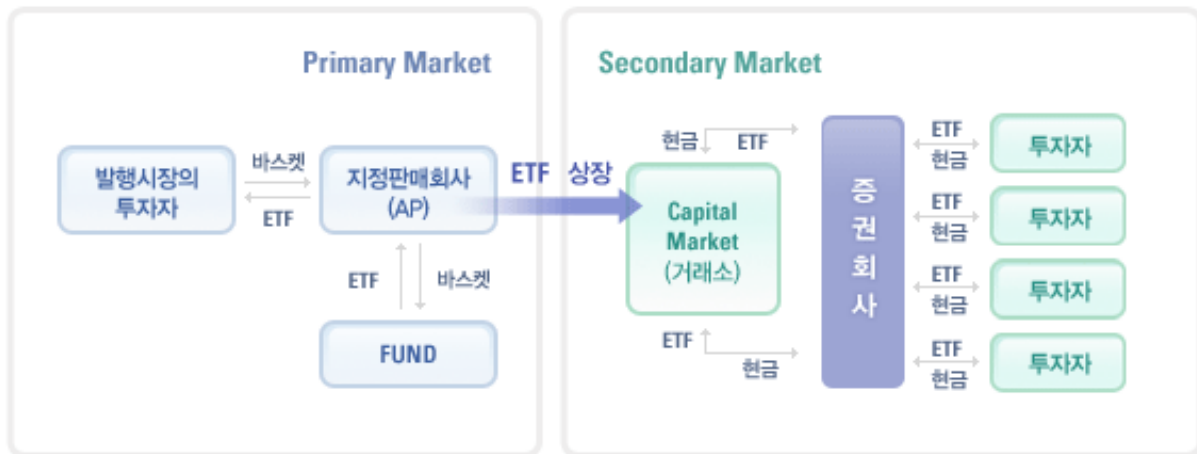 Primary Market
발행시장의
투자자
바스켓
ETF
지정판매회사
(AP)
ETF
바스켓
FUND
ETF 상장
Secondary Market
현금
ETF
Capital
Market
(거래소)
ETF
현금
증
권
회
사
ETF
현금
투자자
ETF
현금
투자자
ETF
현금
투자자
ETF
현금
투자자